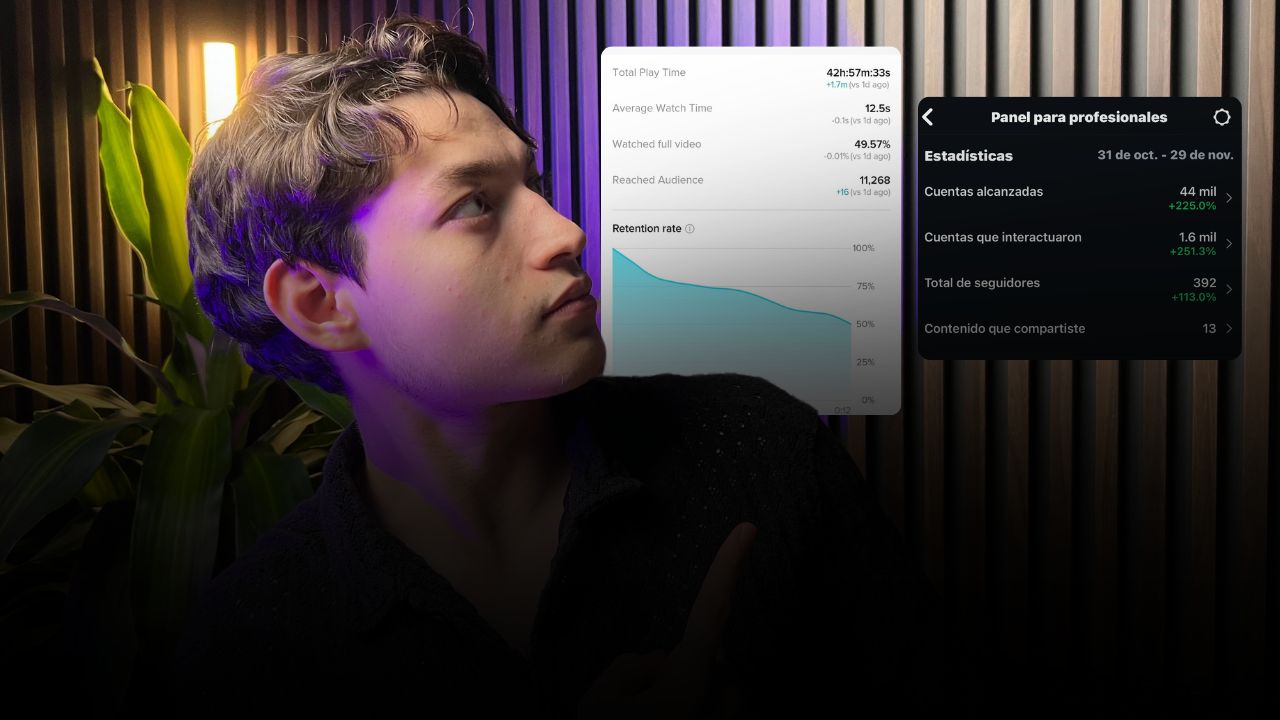 Total Play Time 42h:57m:33s
+1.7m (vs 1d ago)
Average Watch Time 12.5s
-0.1s (vs 1d ago)
Watched full video 49.57%
-0.01% (vs 1d ago)
Reached Audience 11,268
+16 (vs 1d ago)
Retention rate
100%
75%
50%
25%
0%
0:12
Panel para profesionales
Estadísticas 31 de oct. - 29 de nov.
Cuentas alcanzadas 44 mil
+225.0%
Cuentas que interactuaron 1.6 mil
+251.3%
Total de seguidores 392
+113.0%
Contenido que compartiste 13